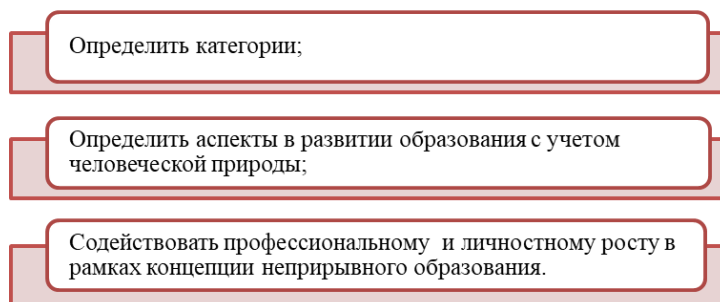 Определить категории;
Определить аспекты в развитии образования с учетом
человеческой природы;
Содействовать профессиональному и личностному росту в
рамках концепции неприрывного образования.